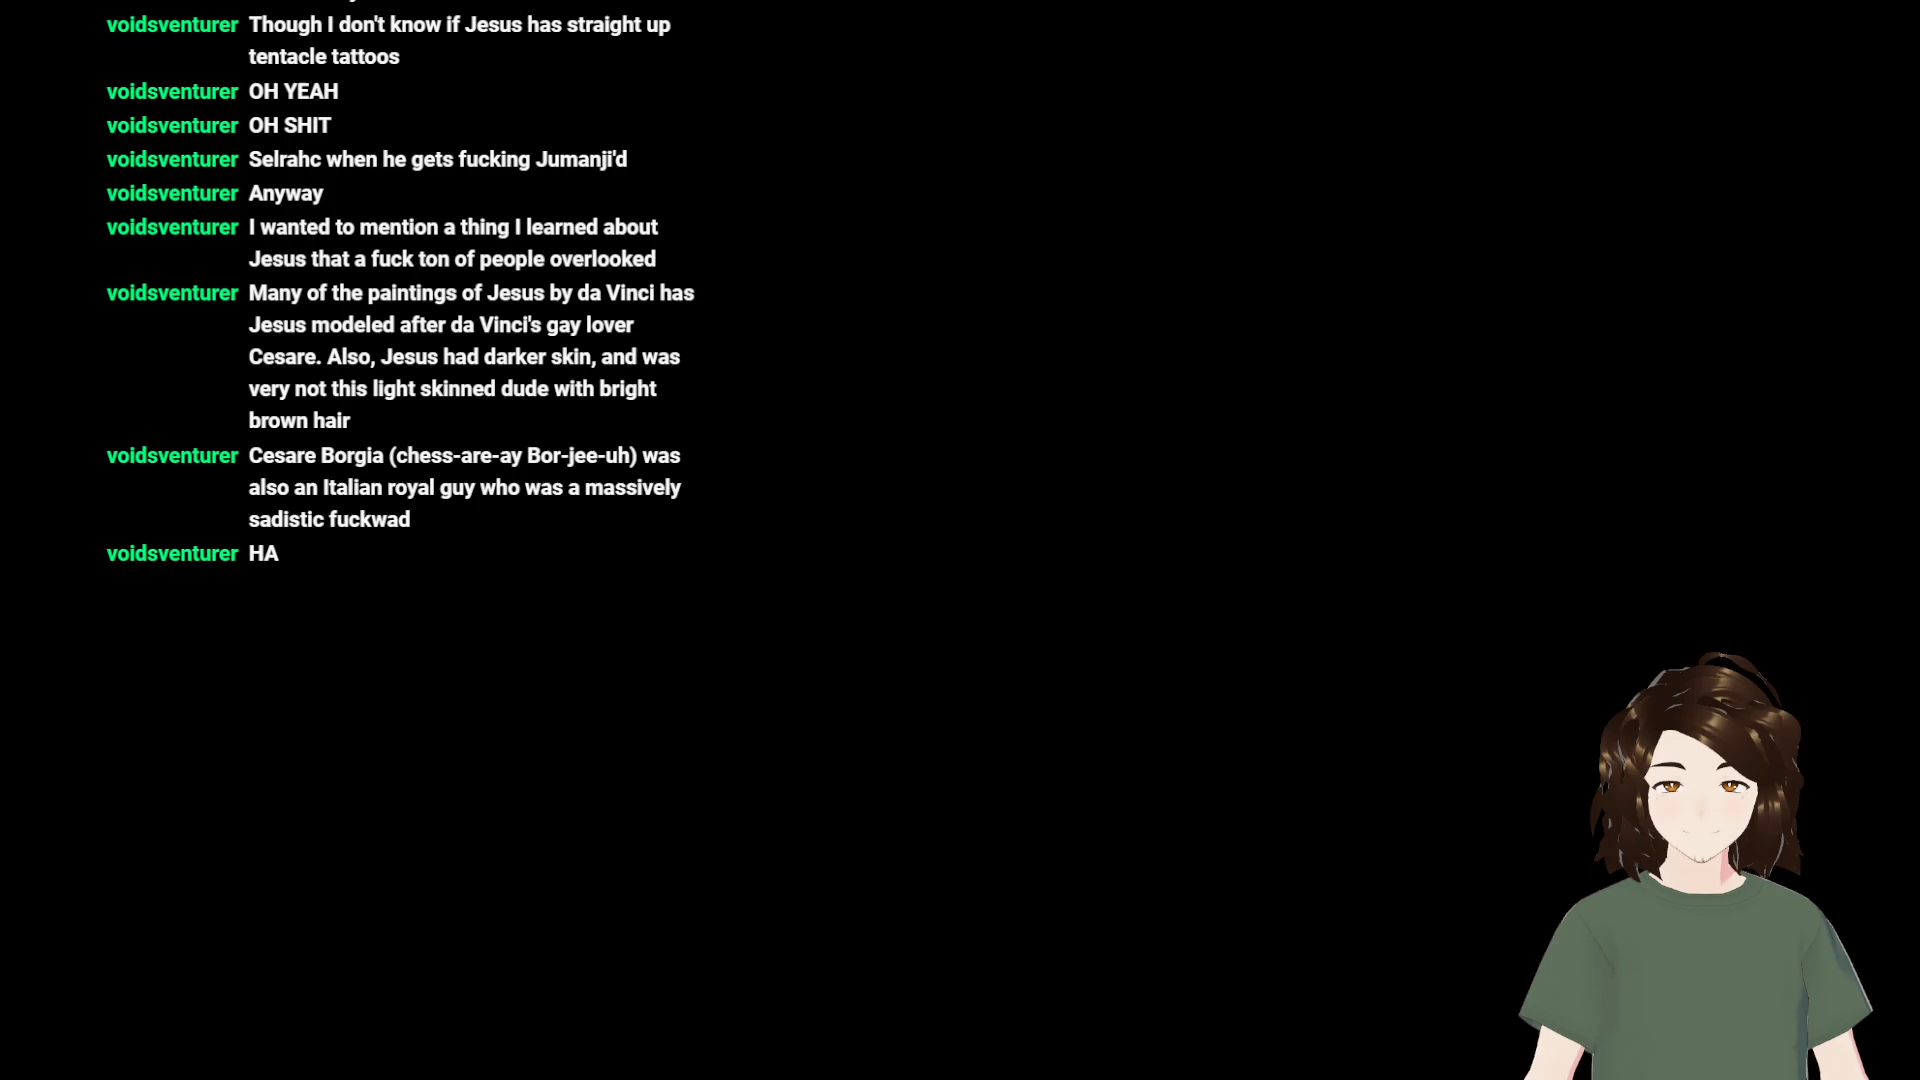 voidsventurer Though I don't know if Jesus has straight up
tentacle tattoos
voidsventurer OH YEAH
voidsventurer OH SHIT
voidsventurer Selrahc when he gets fucking Jumanji'd
voidsventurer Anyway
voidsventurer I wanted to mention a thing I learned about
Jesus that a fuck ton of people overlooked
voidsventurer Many of the paintings of Jesus by da Vinci has
Jesus modeled after da Vinci's gay lover
Cesare. Also, Jesus had darker skin, and was
very not this light skinned dude with bright
brown hair
voidsventurer Cesare Borgia (chess-are-ay Bor-jee-uh) was
also an Italian royal guy who was a massively
sadistic fuckwad
voidsventurer HA